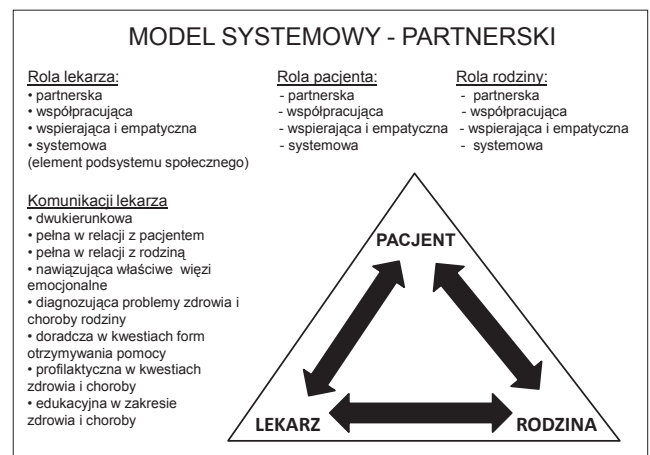 MODEL SYSTEMOWY - PARTNERSKI
Rola lekarza:
• partnerska
• współpracująca
• wspierająca i empatyczna
• systemowa
(element podsystemu społecznego)
Rola pacjenta:
- partnerska
- współpracująca
- wspierająca i empatyczna
- systemowa
Rola rodziny:
- partnerska
- współpracująca
- wspierająca i empatyczna
- systemowa
Komunikacji lekarza
• dwukierunkowa
• pełna w relacji z pacjentem
• pełna w relacji z rodziną
• nawiązująca właściwe więzi
emocjonalne
• diagnozująca problemy zdrowia i
choroby rodziny
• doradcza w kwestiach form
otrzymywania pomocy
• profilaktyczna w kwestiach
zdrowia i choroby
• edukacyjna w zakresie
zdrowia i choroby
PACJENT
LEKARZ
RODZINA